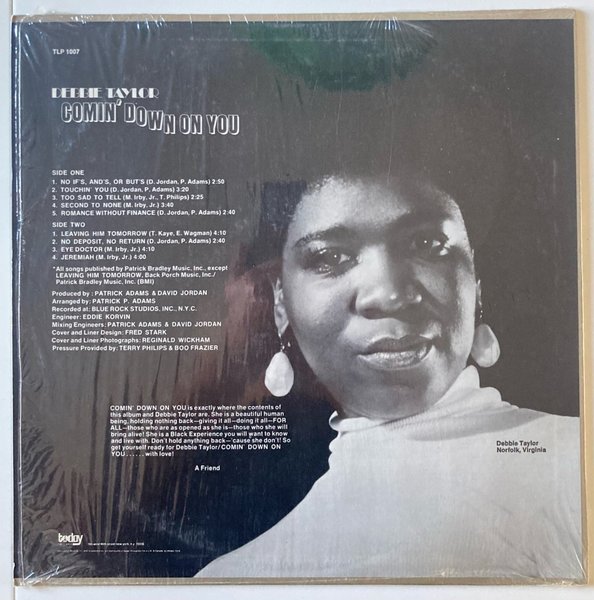 TLP 1007
DEBBIE TAYLOR
COMIN' DOWN ON YOU
SIDE ONE
1. NO IF'S, AND'S, OR BUT'S (D. Jordan, P. Adams) 2:50
2. TOUCHIN' YOU (D. Jordan, P. Adams) 3:20
3. TOO SAD TO TELL (M. Irby, Jr., T. Philips) 2:25
4. SECOND TO NONE (M. Irby, Jr.) 3:40
5. ROMANCE WITHOUT FINANCE (D. Jordan, P. Adams) 2:40
SIDE TWO
1. LEAVING HIM TOMORROW (T. Kaye, E. Wagman) 4:10
2. NO DEPOSIT, NO RETURN (D. Jordan, P. Adams) 2:40
3. EYE DOCTOR (M. Irby, Jr.) 4:10
4. JEREMIAH (M. Irby, Jr.) 4:00
*All songs published by Patrick Bradley Music, Inc., except
LEAVING HIM TOMORROW, Back Porch Music, Inc./
Patrick Bradley Music, Inc. (BMI)
Produced by: PATRICK ADAMS & DAVID JORDAN
Arranged by: PATRICK P. ADAMS
Recorded at: BLUE ROCK STUDIOS, INC., N.Y.C.
Engineer: EDDIE KORVIN
Mixing Engineers: PATRICK ADAMS & DAVID JORDAN
Cover and Liner Design: FRED STARK
Cover and Liner Photographs: REGINALD WICKHAM
Pressure Provided by: TERRY PHILIPS & BOO FRAZIER
COMIN' DOWN ON YOU is exactly where the contents of
this album and Debbie Taylor are. She is a beautiful human
being, holding nothing back—giving it all—doing it all—FOR
ALL—those who are as opened as she is—those who she will
bring alive! She is a Black Experience you will want to know
and live with. Don't hold anything back—'cause she don't! So
get yourself ready for Debbie Taylor/COMIN' DOWN ON
YOU.....with love!
A Friend
Debbie Taylor
Norfolk, Virginia
today